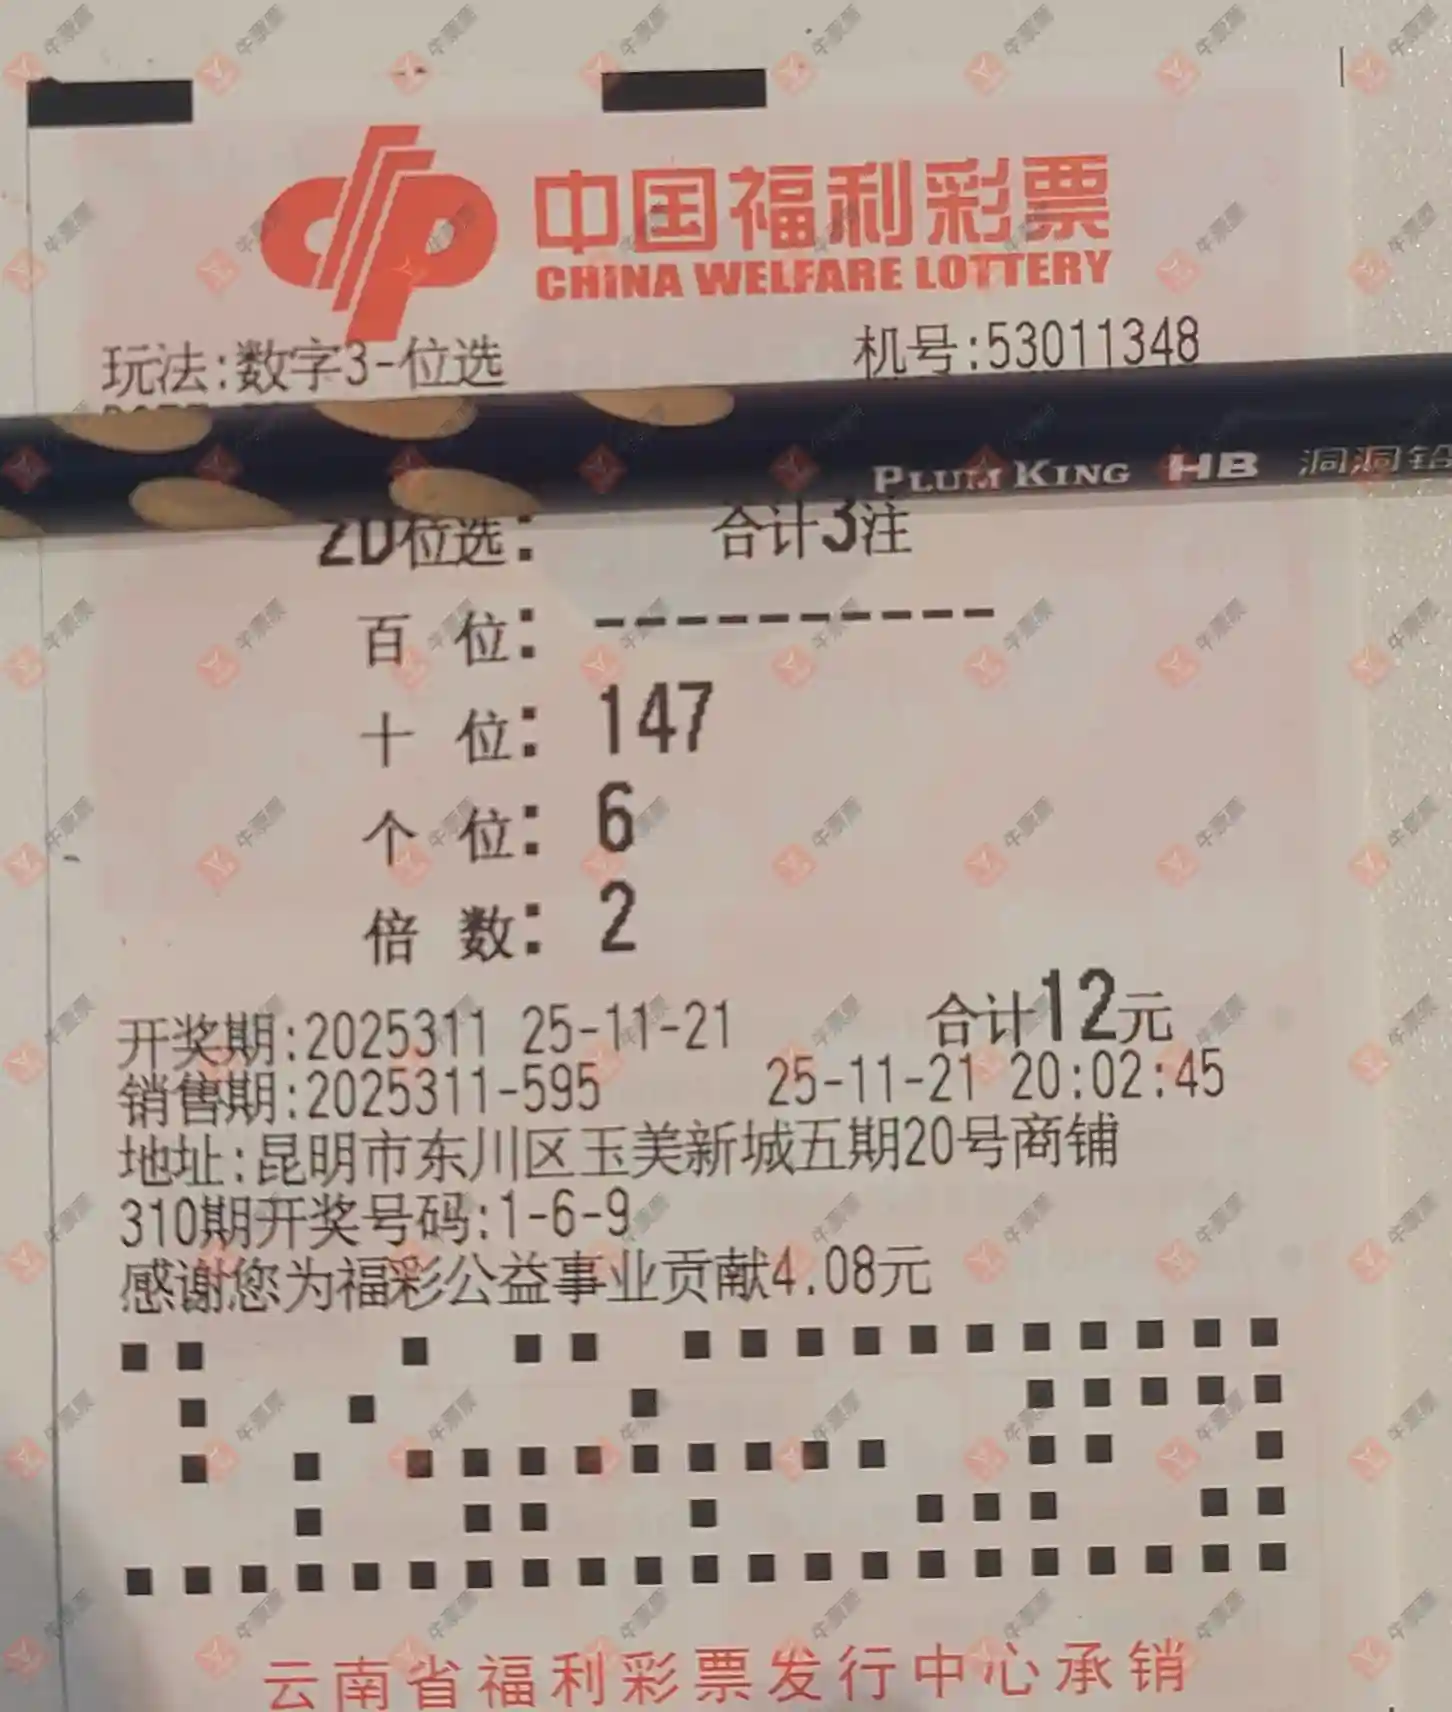 中国福利彩票
CHINA WELFARE LOTTERY
玩法:数字3-位选 机号:53011348
PLUM KING HB 洞洞铅
2D位选: 合计3注
百 位: ----------
十 位: 147
个 位: 6
倍 数: 2
开奖期:2025311 25-11-21 合计12元
销售期:2025311-595 25-11-21 20:02:45
地址:昆明市东川区玉美新城五期20号商铺
310期开奖号码:1-6-9
感谢您为福彩公益事业贡献4.08元
云南省福利彩票发行中心承销